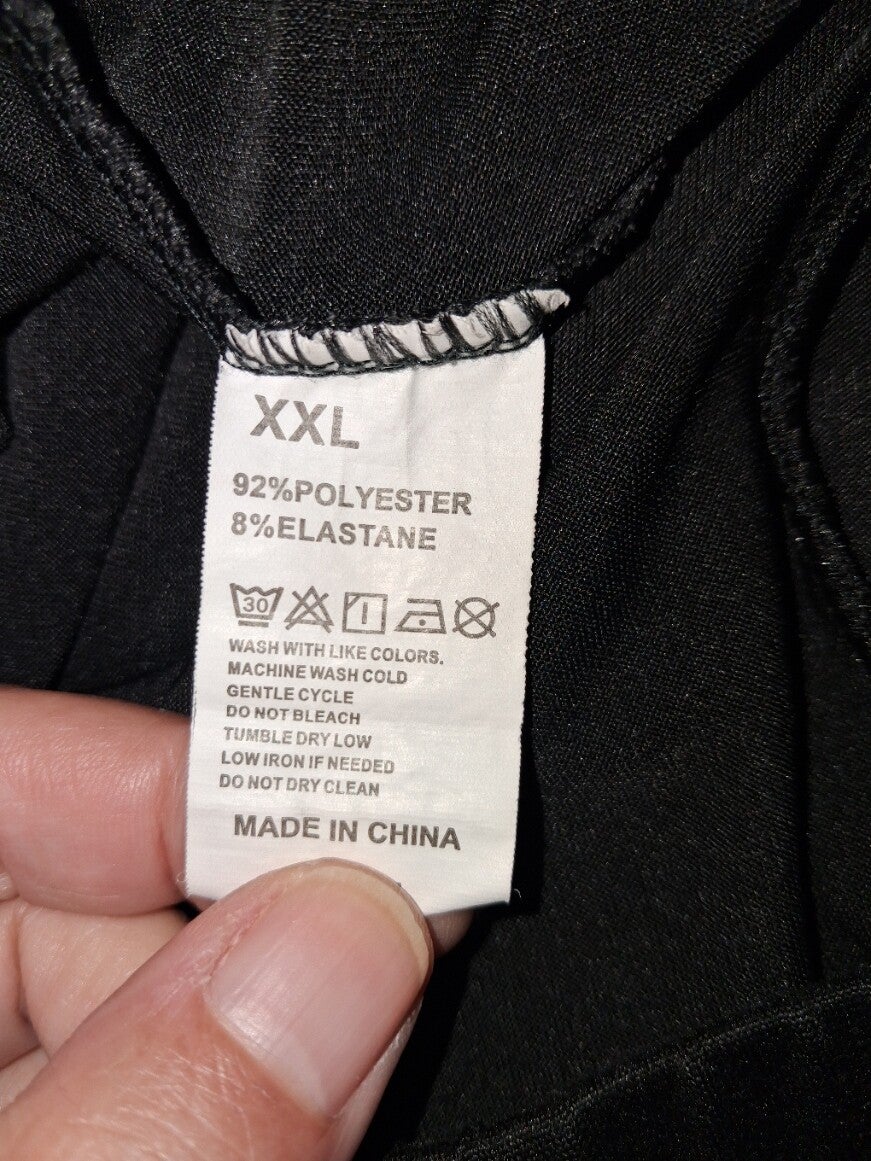 XXL
92%POLYESTER
8%ELASTANE
30
WASH WITH LIKE COLORS.
MACHINE WASH COLD
GENTLE CYCLE
DO NOT BLEACH
TUMBLE DRY LOW
LOW IRON IF NEEDED
DO NOT DRY CLEAN
MADE IN CHINA